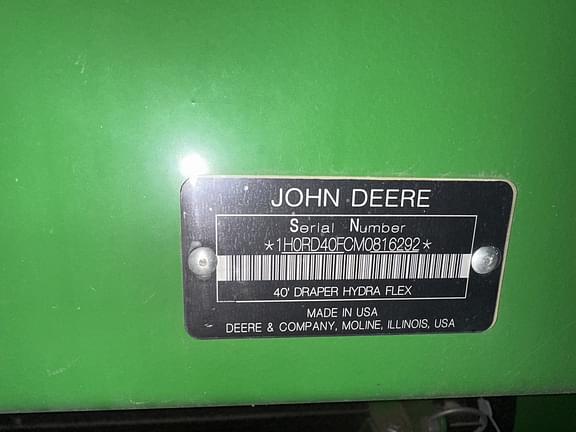 JOHN DEERE
Serial Number
*1H0RD40FCM0816292*
40' DRAPER HYDRA FLEX
MADE IN USA
DEERE & COMPANY, MOLINE, ILLINOIS, USA